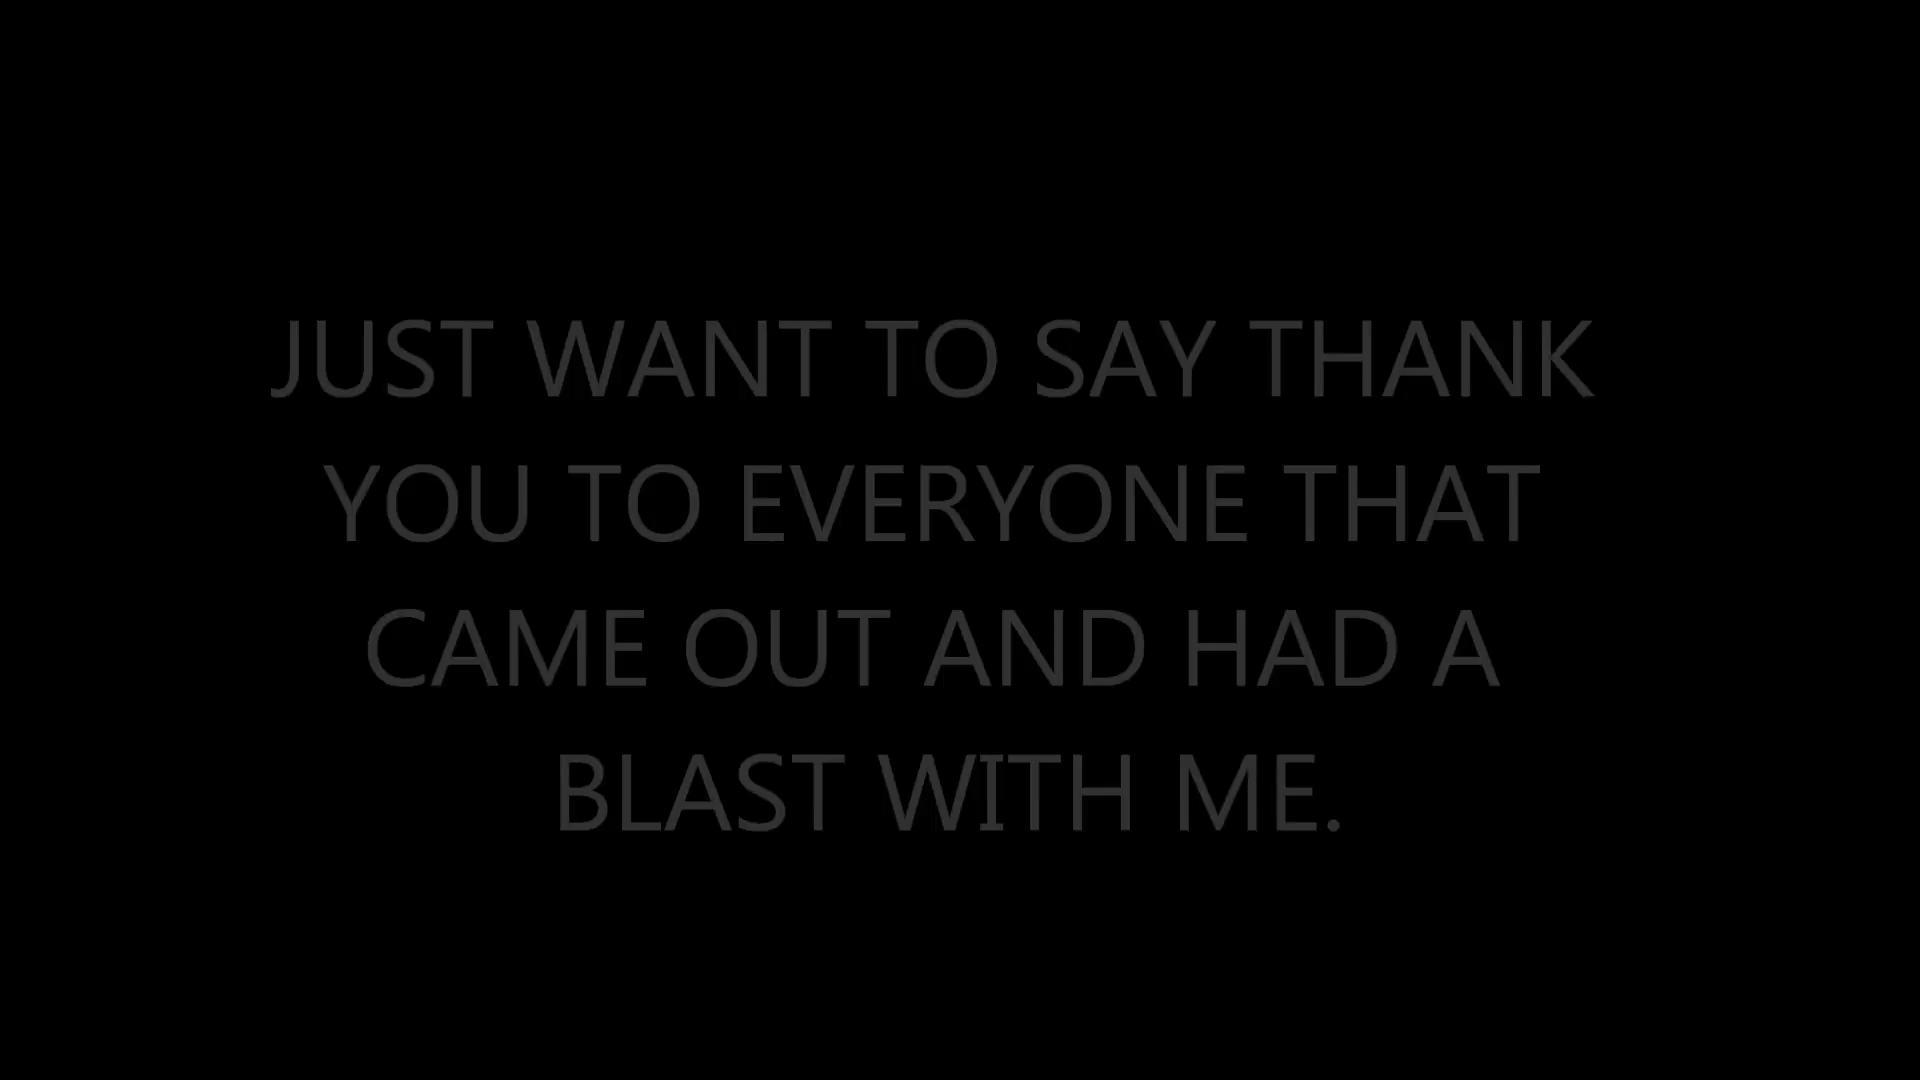 JUST WANT TO SAY THANK
YOU TO EVERYONE THAT
CAME OUT AND HAD A
BLAST WITH ME.